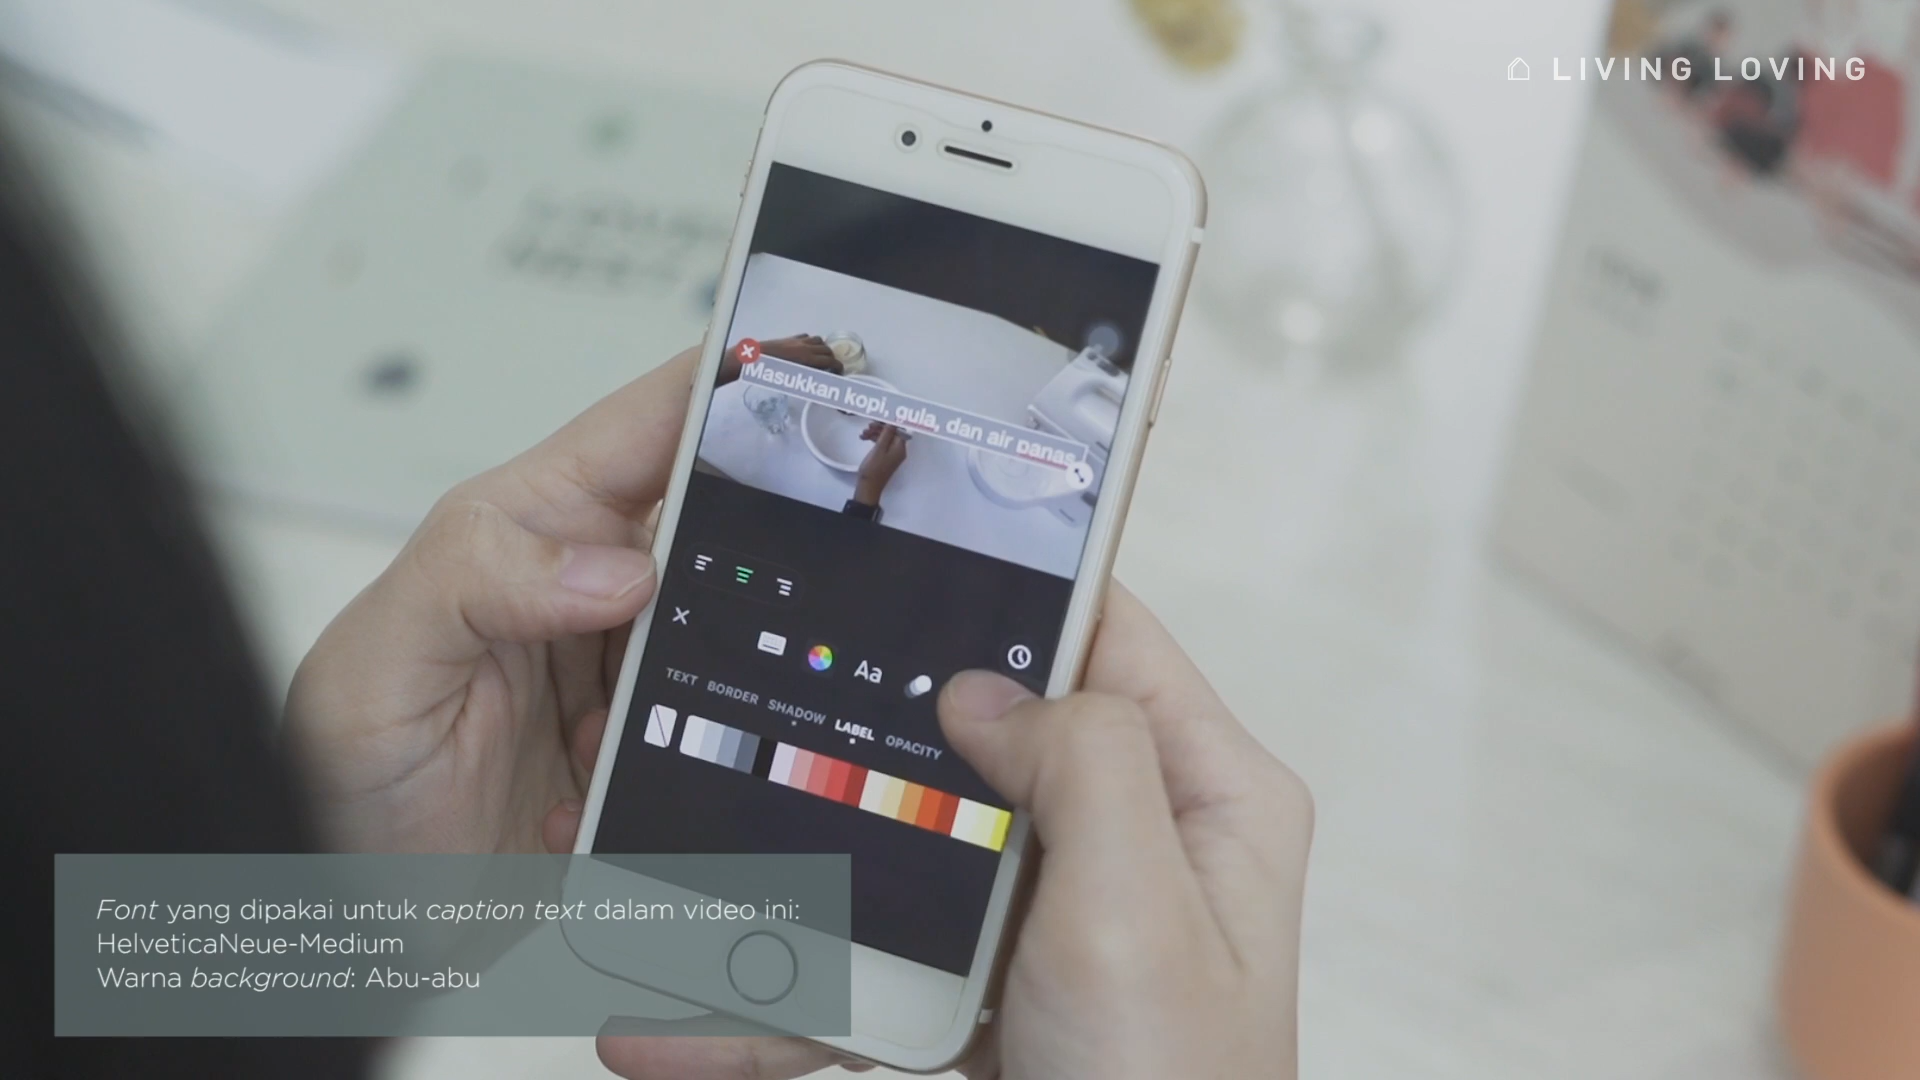 LIVING LOVING
Masukkan kopi, gula, dan air panas
Aa
TEXT BORDER SHADOW LABEL OPACITY
Font yang dipakai untuk caption text dalam video ini:
HelveticaNeue-Medium
Warna background: Abu-abu